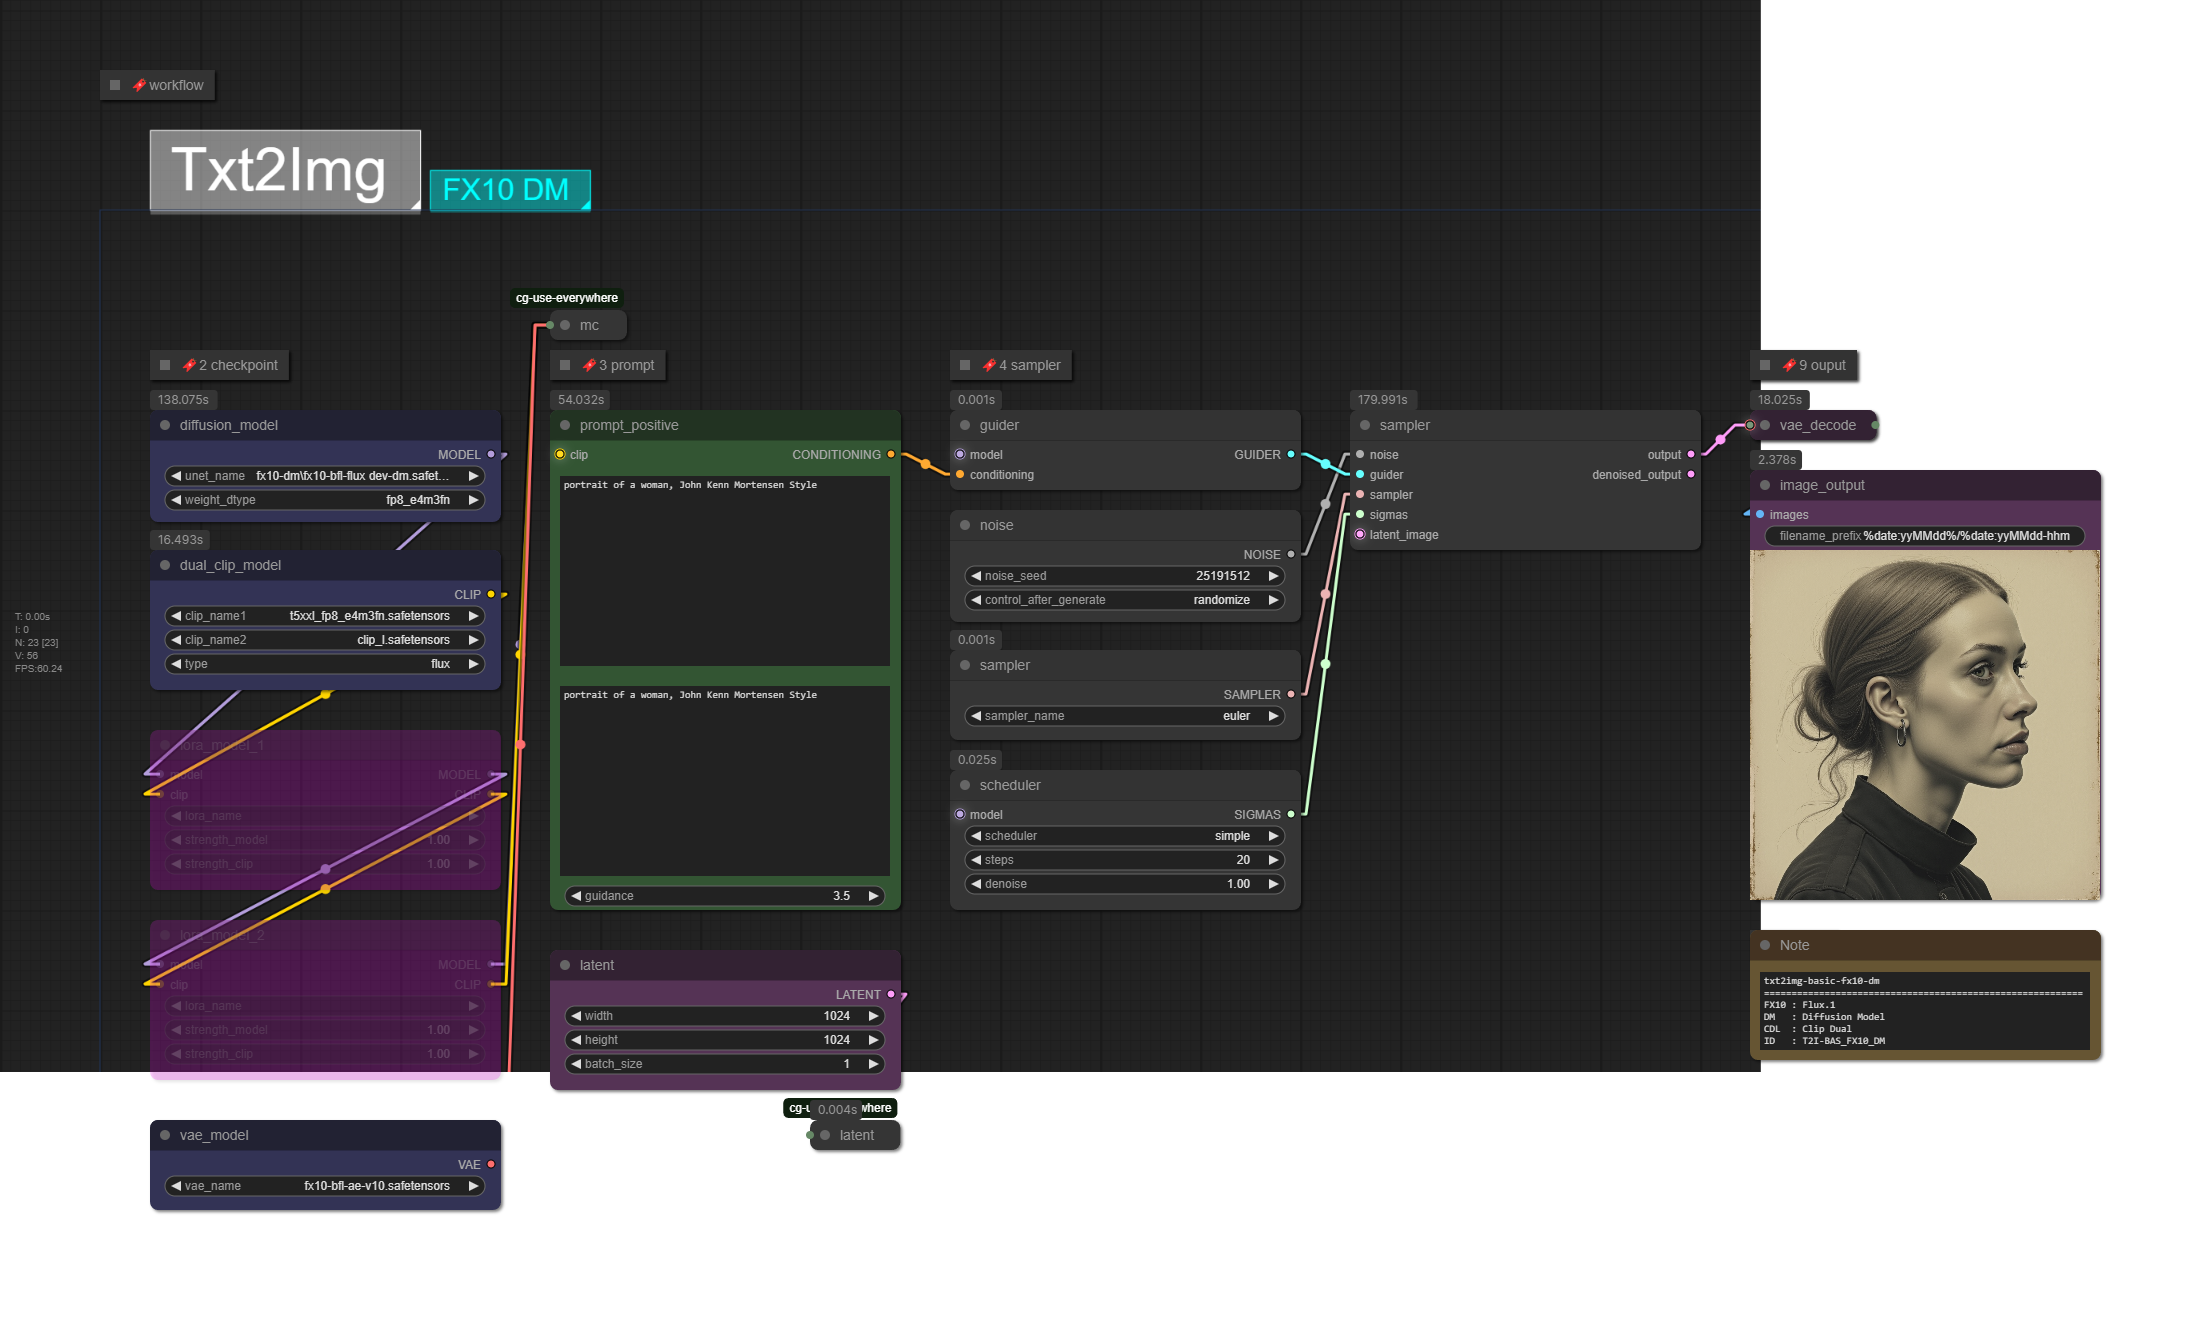 workflow
Txt2Img
FX10 DM
cg-use-everywhere
mc
2 checkpoint
138.075s
diffusion_model
MODEL
unet_name fx10-dm\fx10-bfl-flux dev-dm.safet...
weight_dtype fp8_e4m3fn
16.493s
dual_clip_model
CLIP
clip_name1 t5xxl_fp8_e4m3fn.safetensors
clip_name2 clip_l.safetensors
type flux
T: 0.00s
I: 0
N: 23 [23]
V: 56
FPS:60.24
lora_model_1
model MODEL
clip CLIP
lora_name
strength_model 1.00
strength_clip 1.00
lora_model_2
model MODEL
clip CLIP
lora_name
strength_model 1.00
strength_clip 1.00
vae_model
VAE
vae_name fx10-bfl-ae-v10.safetensors
3 prompt
54.032s
prompt_positive
clip CONDITIONING
portrait of a woman, John Kenn Mortensen Style
portrait of a woman, John Kenn Mortensen Style
guidance 3.5
latent
LATENT
width 1024
height 1024
batch_size 1
0.004s
latent
4 sampler
0.001s
guider
model GUIDER
conditioning
noise
NOISE
noise_seed 25191512
control_after_generate randomize
0.001s
sampler
SAMPLER
sampler_name euler
0.025s
scheduler
model SIGMAS
scheduler simple
steps 20
denoise 1.00
179.991s
sampler
noise output
guider denoised_output
sampler
sigmas
latent_image
9 ouput
18.025s
vae_decode
2.378s
image_output
images
filename_prefix %date:yyMMdd%/%date:yyMMdd-hhm
Note
txt2img-basic-fx10-dm
==========================================================
FX10 : Flux.1
DM : Diffusion Model
CDL : Clip Dual
ID : T2I-BAS_FX10_DM